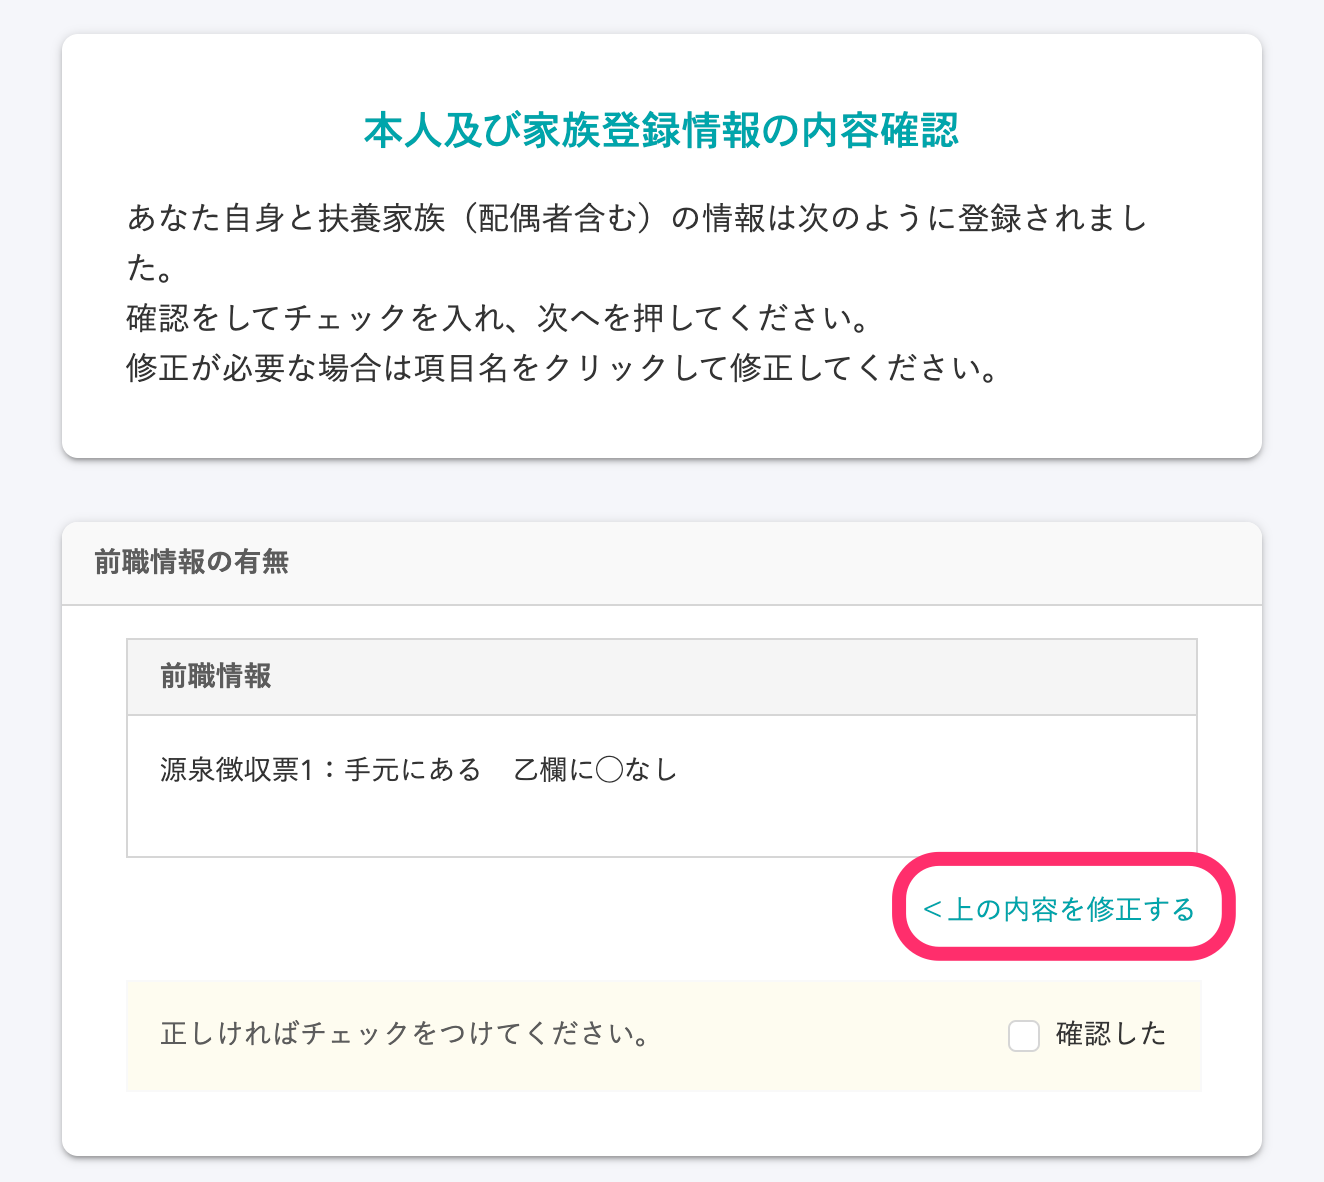 本人及び家族登録情報の内容確認
あなた自身と扶養家族（配偶者含む）の情報は次のように登録されまし
た。
確認をしてチェックを入れ、次へを押してください。
修正が必要な場合は項目名をクリックして修正してください。
前職情報の有無
前職情報
源泉徴収票1：手元にある　乙欄に◯なし
＜上の内容を修正する
正しければチェックをつけてください。
確認した